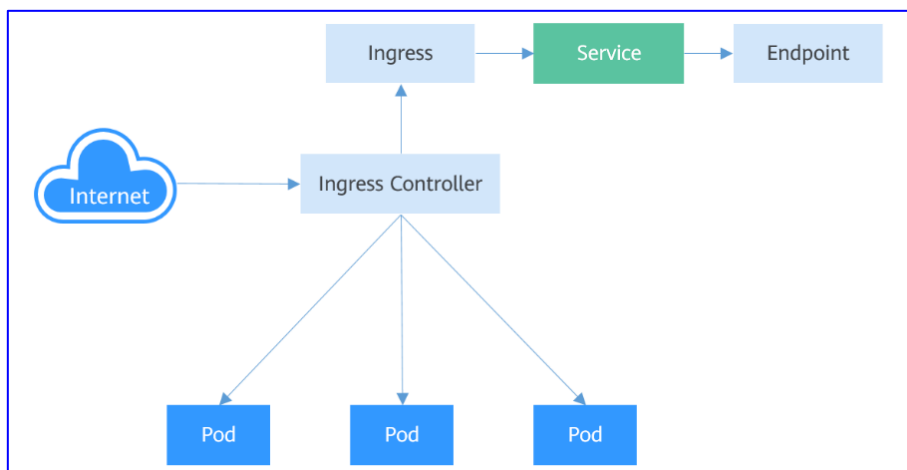 Ingress
Service
Endpoint
Internet
Ingress Controller
Pod
Pod
Pod